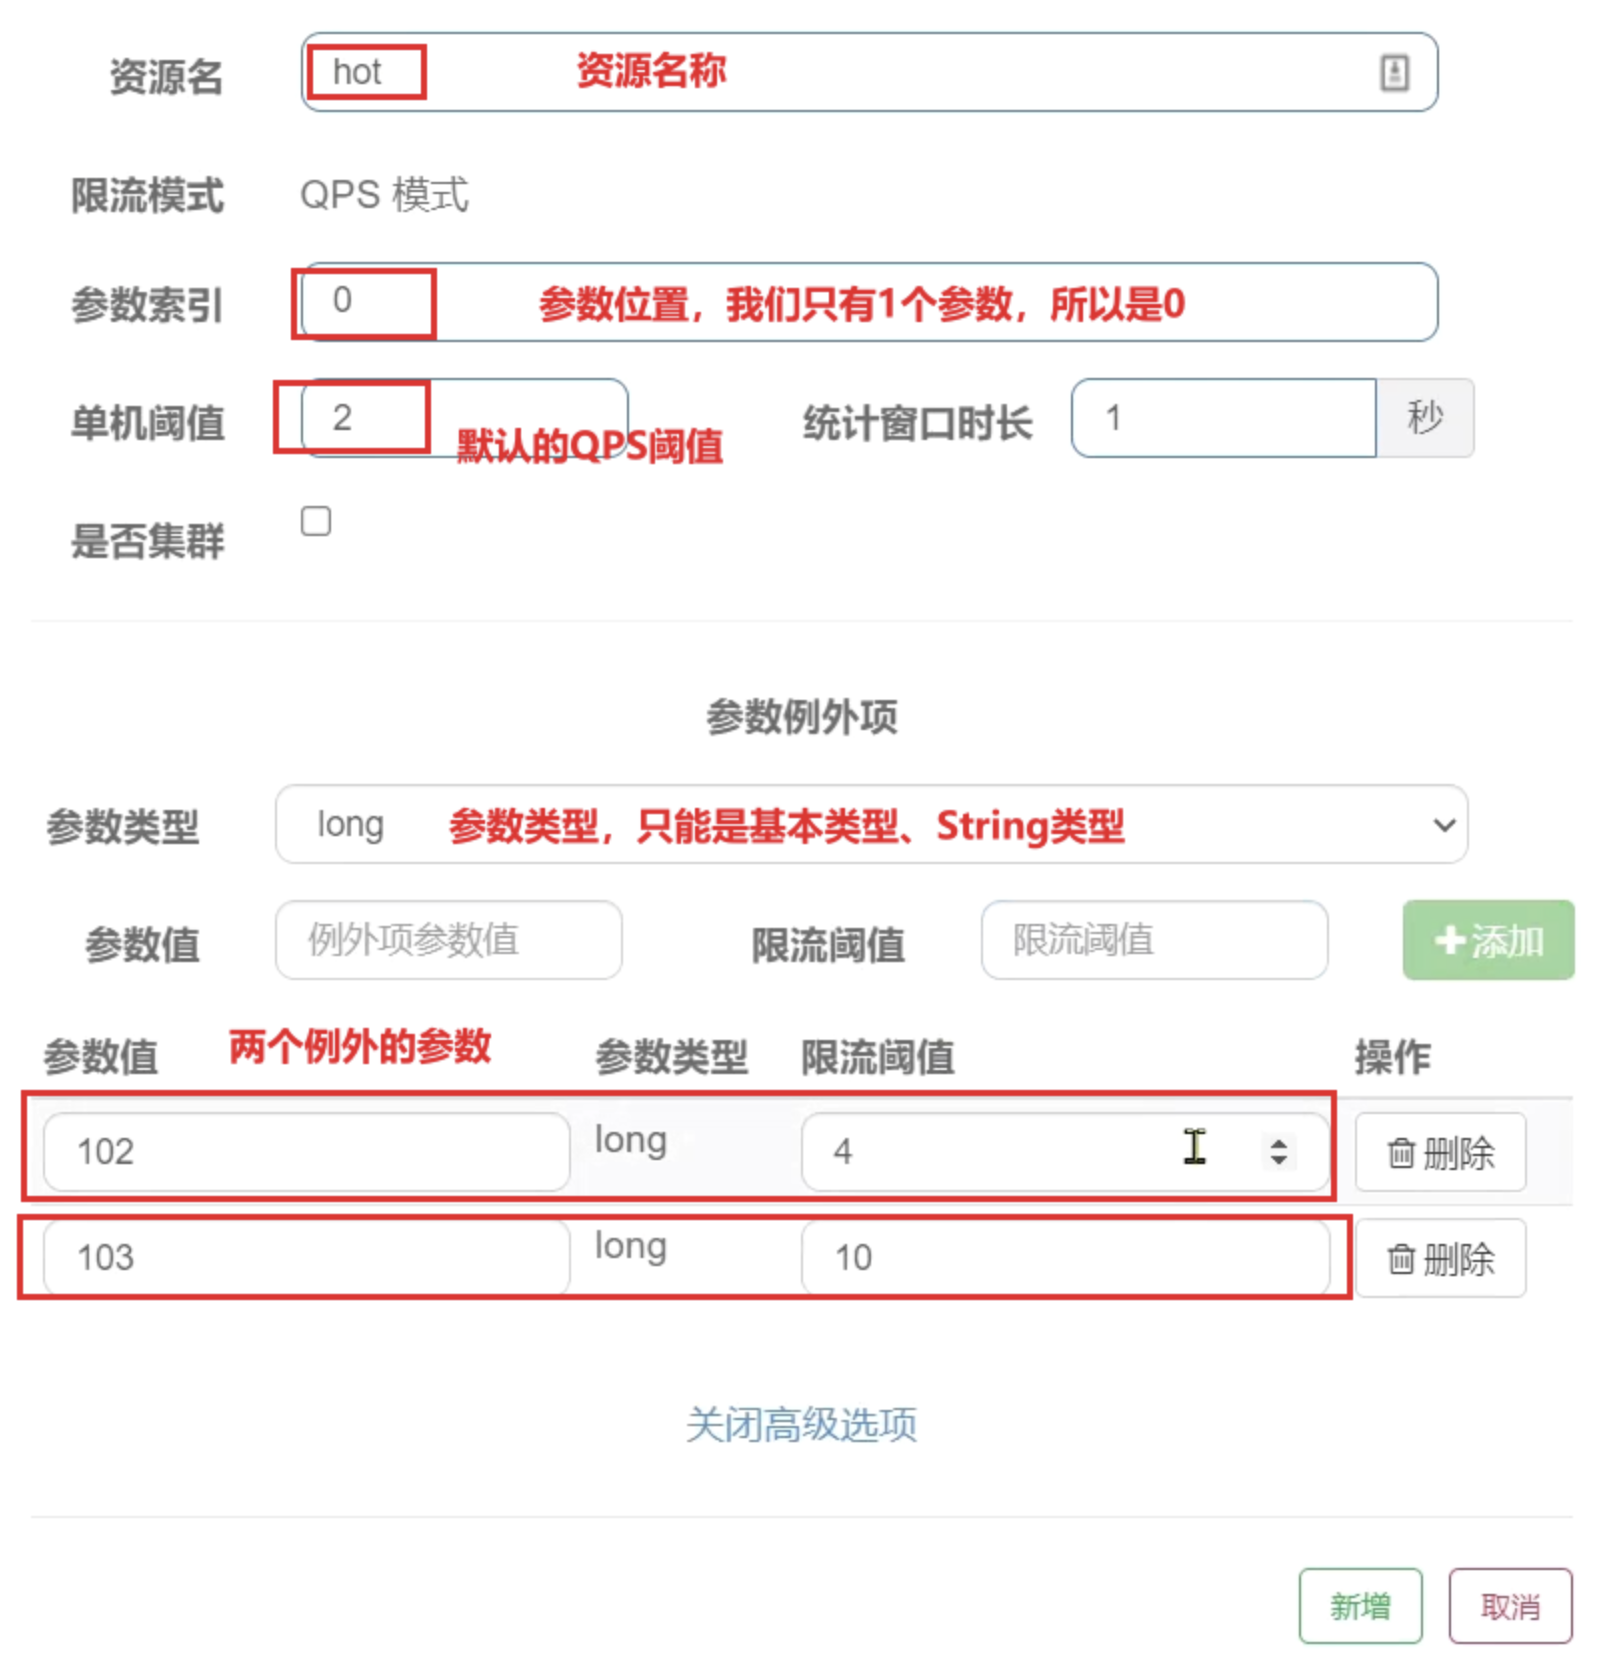 资源名 hot 资源名称
限流模式 QPS 模式
参数索引 0 参数位置，我们只有1个参数，所以是0
单机阈值 2 默认的QPS阈值 统计窗口时长 1 秒
是否集群
参数例外项
参数类型 long 参数类型，只能是基本类型、String类型
参数值 例外项参数值 限流阈值 限流阈值 添加
参数值 两个例外的参数 参数类型 限流阈值 操作
102 long 4 删除
103 long 10 删除
关闭高级选项
新增 取消